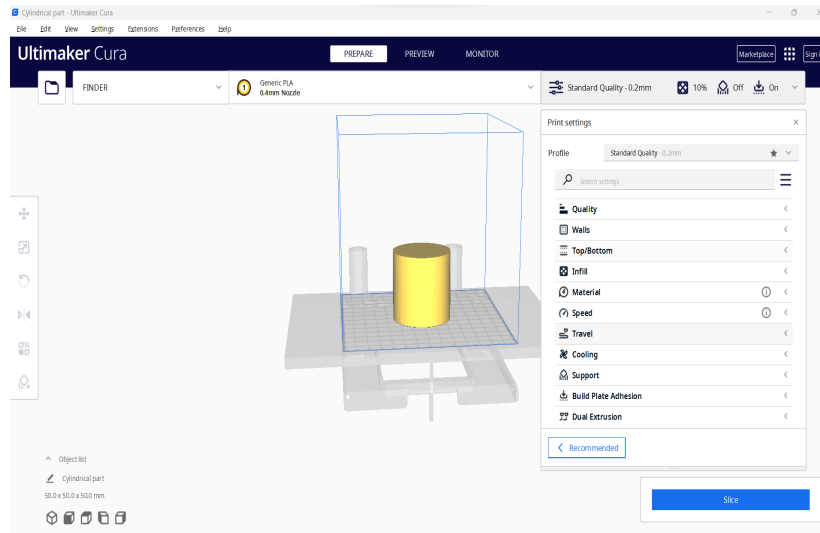 Cylindrical part - Ultimaker Cura
File Edit View Settings Extensions Preferences Help
Ultimaker Cura
PREPARE PREVIEW MONITOR
Marketplace
Sign i
FINDER
1
Generic PLA
0.4mm Nozzle
Standard Quality - 0.2mm
10%
Off
On
Print settings
Profile
Standard Quality - 0.2mm
Search settings
Quality
Walls
Top/Bottom
Infill
Material
Speed
Travel
Cooling
Support
Build Plate Adhesion
Dual Extrusion
Recommended
Object list
Cylindrical part
50.0 x 50.0 x 50.0 mm
Slice